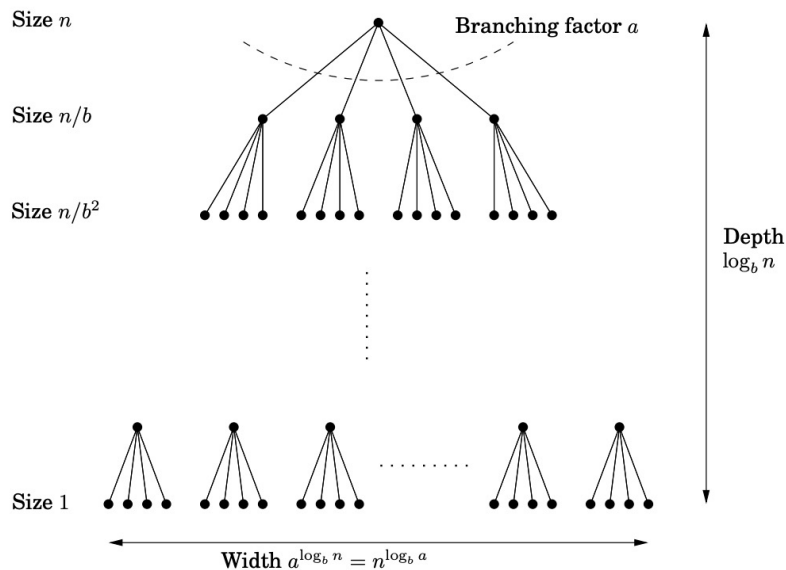 Size n
Branching factor a
Size n/b
Size n/b²
Depth
log_b n
Size 1
Width a^{log_b n} = n^{log_b a}